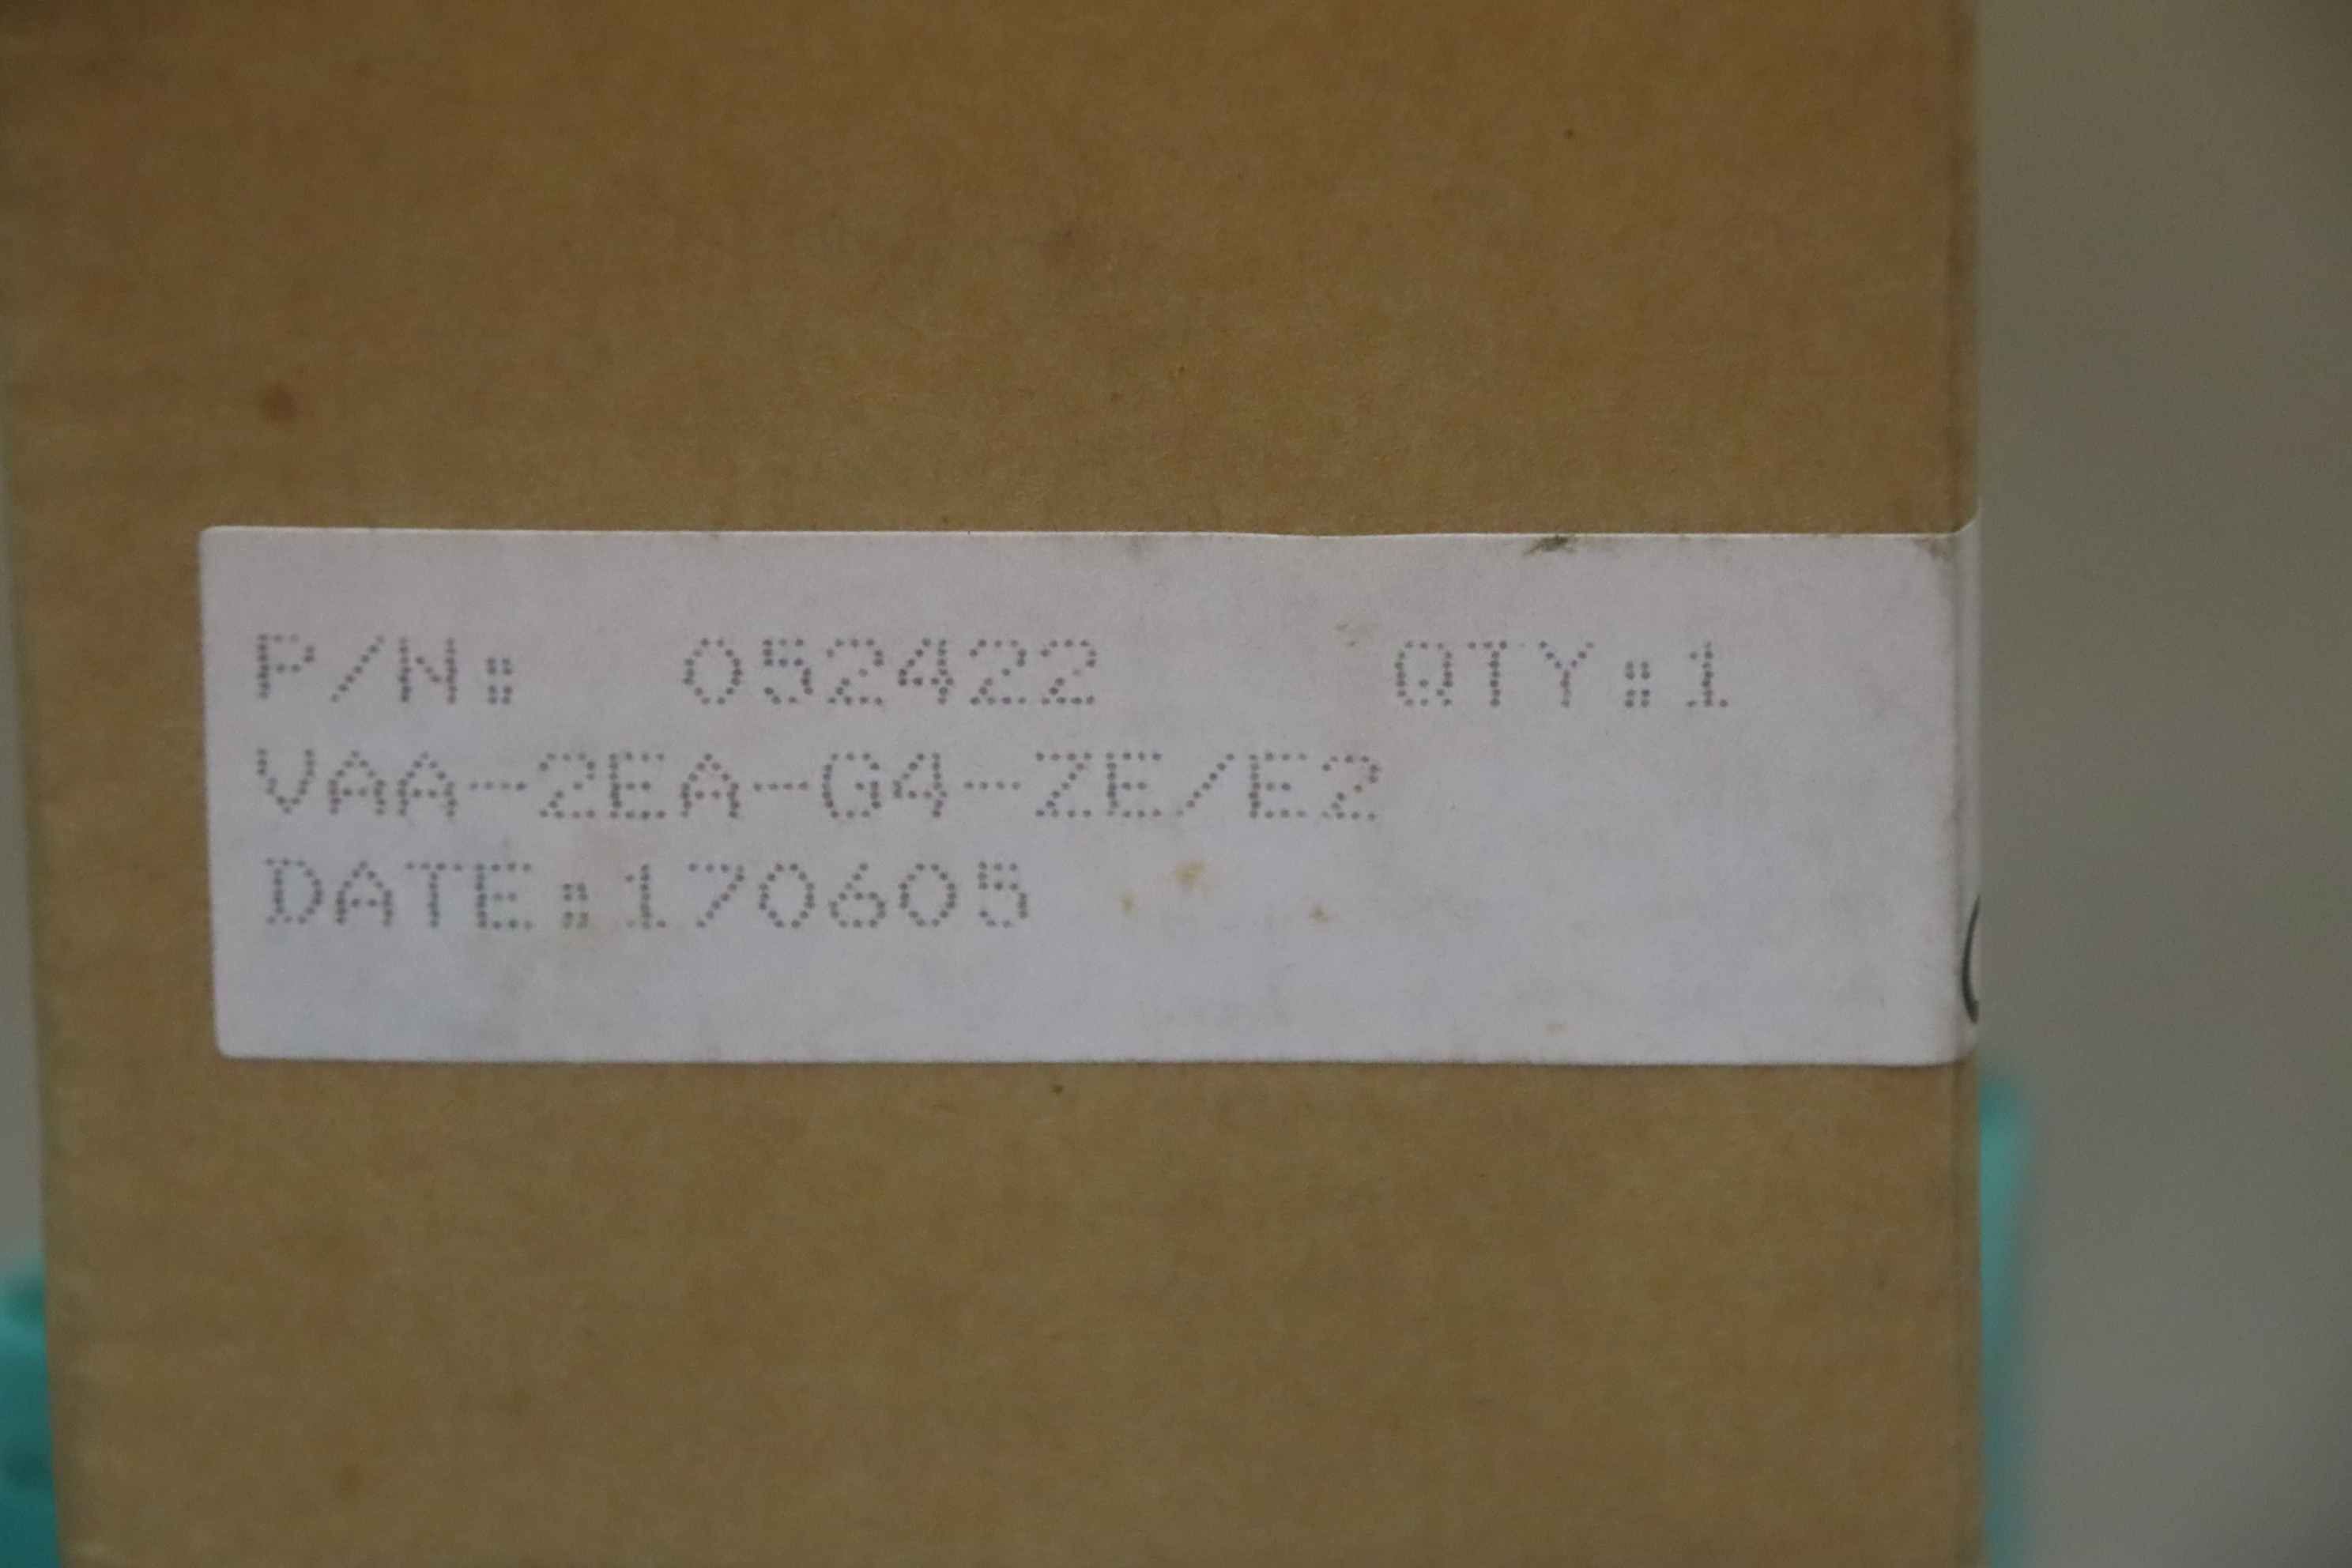 P/N: 052422 QTY:1
VAA-2EA-G4-ZE/E2
DATE:170605